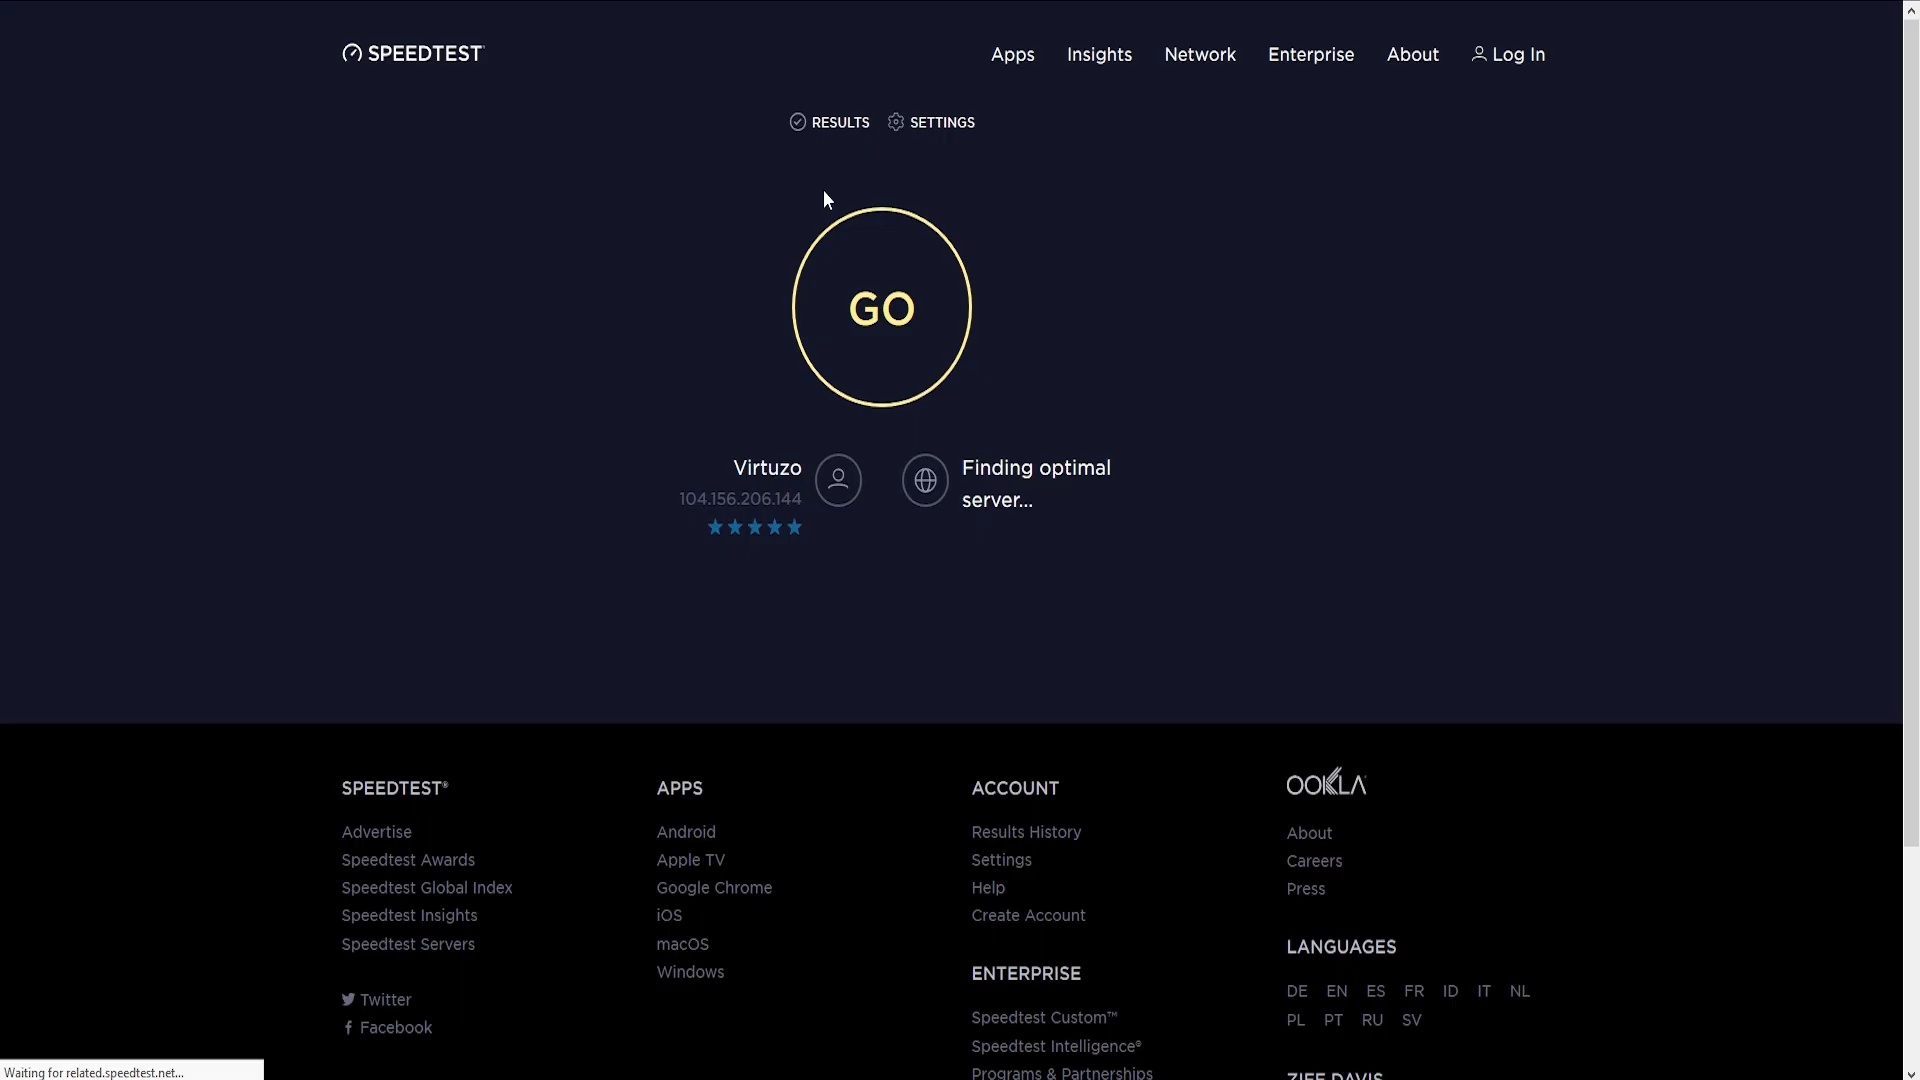 SPEEDTEST
Apps Insights Network Enterprise About Log In
RESULTS SETTINGS
GO
Virtuzo
104.156.206.144
Finding optimal
server...
SPEEDTEST®
Advertise
Speedtest Awards
Speedtest Global Index
Speedtest Insights
Speedtest Servers
Twitter
Facebook
APPS
Android
Apple TV
Google Chrome
iOS
macOS
Windows
ACCOUNT
Results History
Settings
Help
Create Account
ENTERPRISE
Speedtest Custom™
Speedtest Intelligence®
Programs & Partnerships
OOKLA
About
Careers
Press
LANGUAGES
DE EN ES FR ID IT NL
PL PT RU SV
ZIFF DAVIS
Waiting for related.speedtest.net...